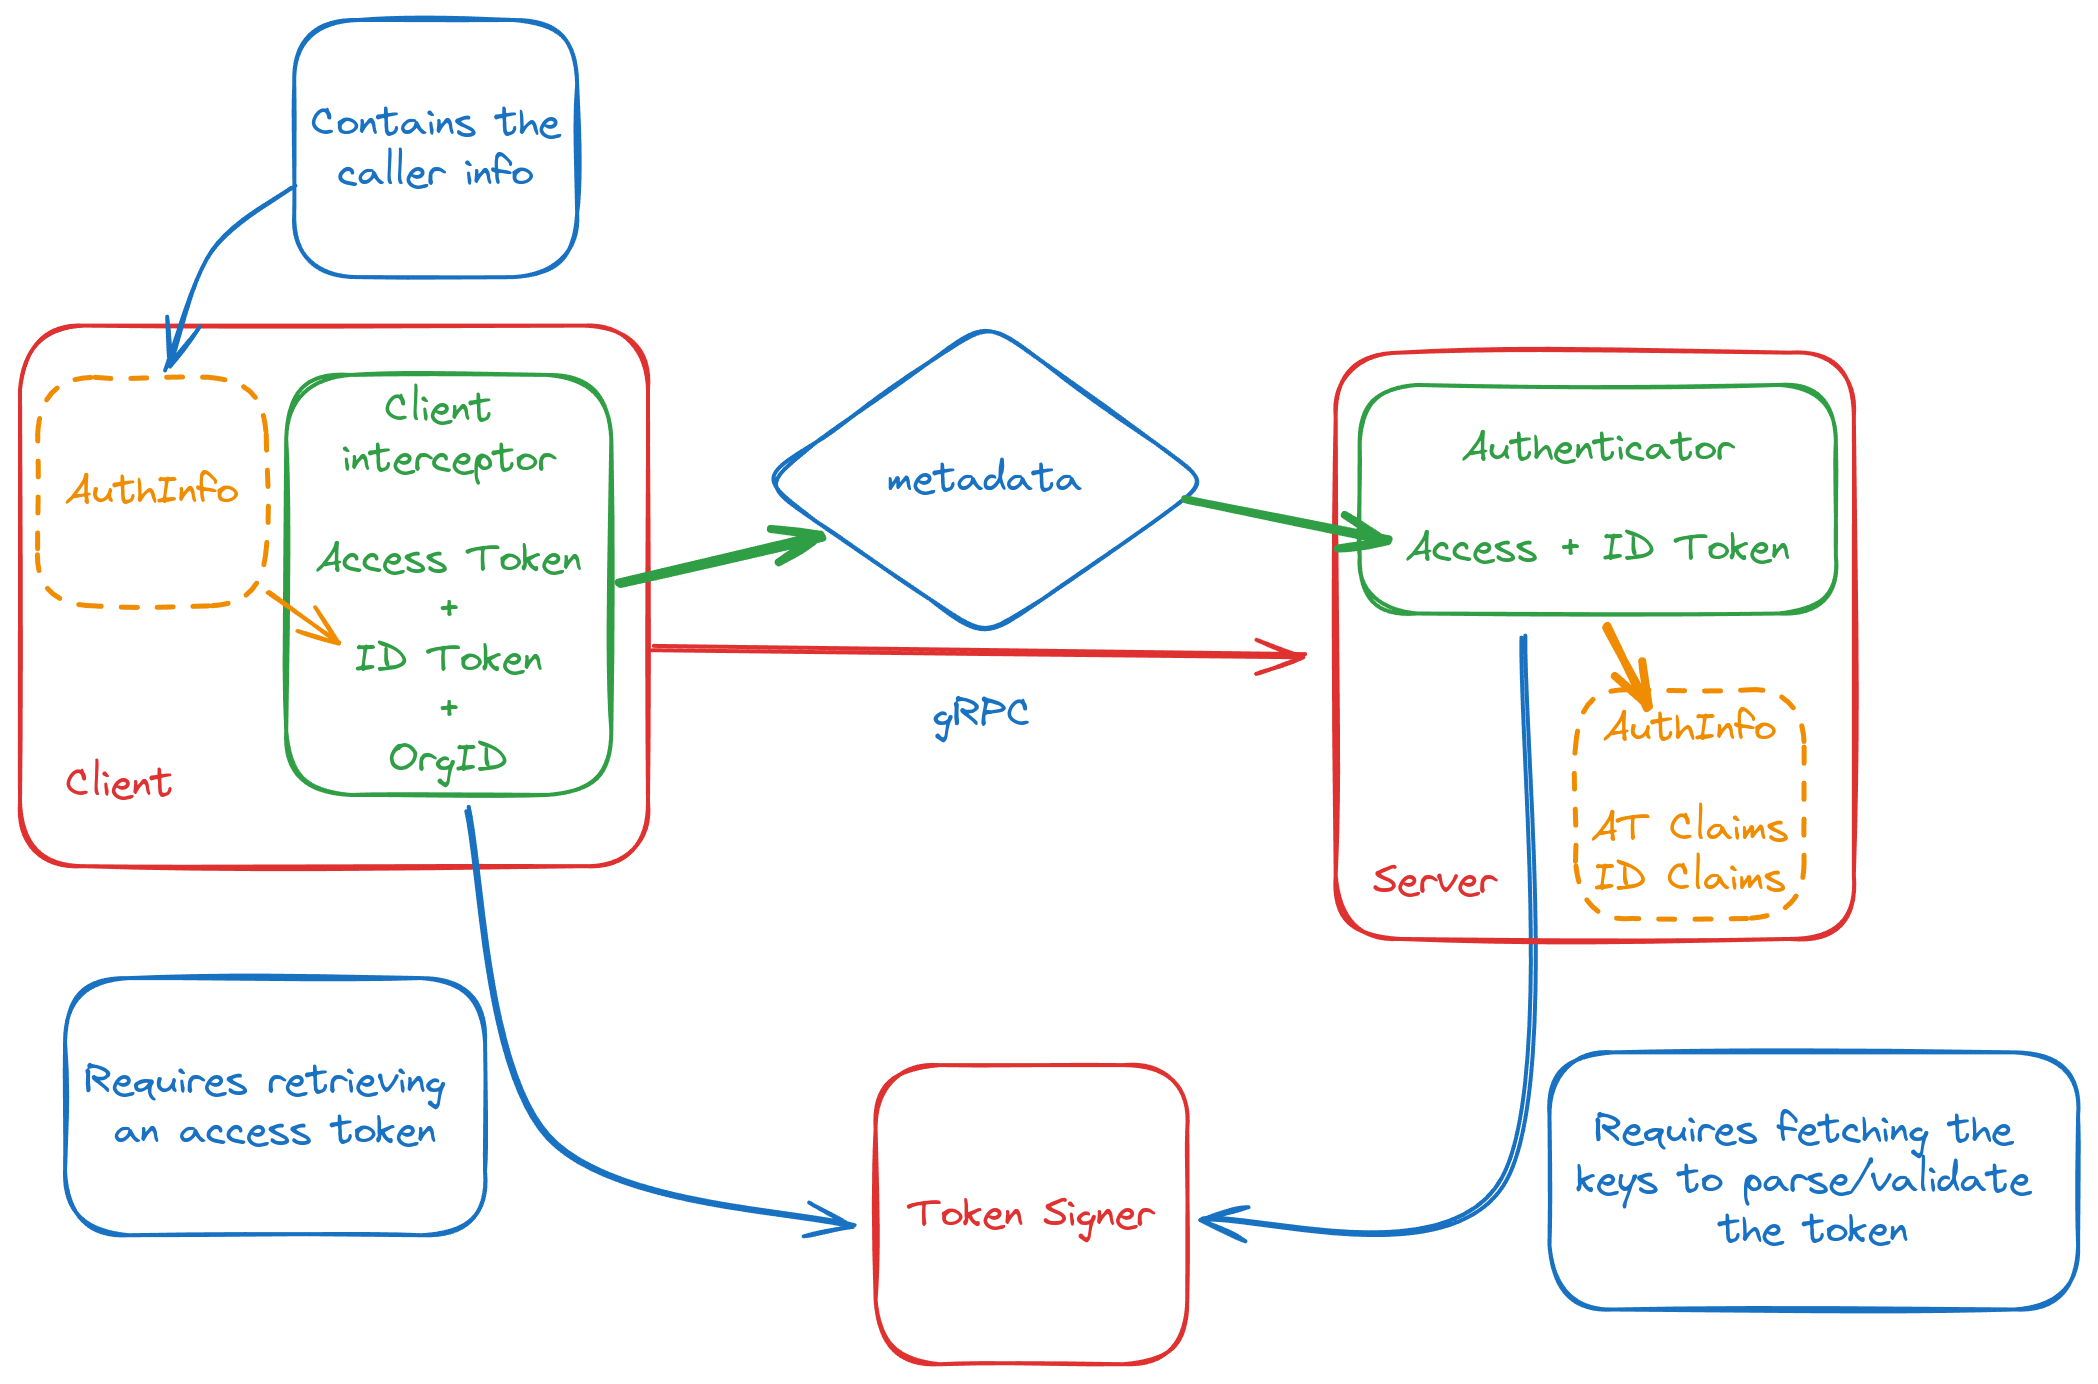 Contains the
caller info
AuthInfo
Client
interceptor
Access Token
+
ID Token
+
OrgID
Client
metadata
gRPC
Authenticator
Access + ID Token
AuthInfo
AT Claims
ID Claims
Server
Requires retrieving
an access token
Token Signer
Requires fetching the
keys to parse/validate
the token